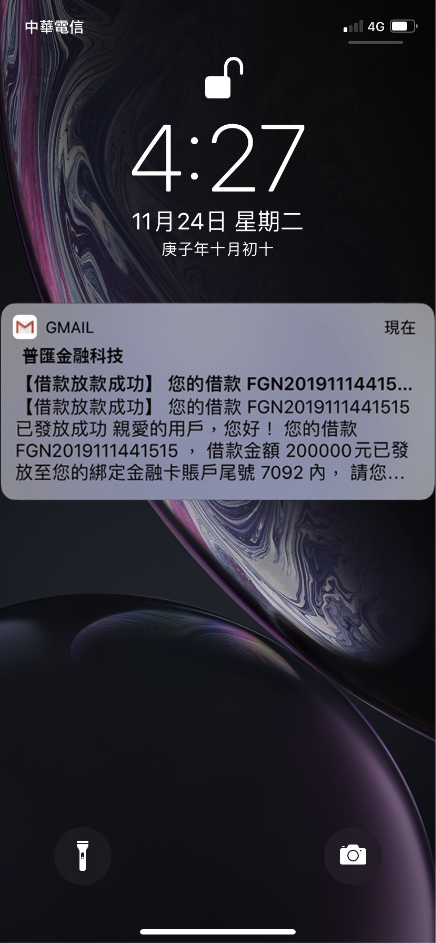 中華電信 4G
4:27
11月24日 星期二
庚子年十月初十
GMAIL 現在
普匯金融科技
【借款放款成功】 您的借款 FGN20191114415...
【借款放款成功】 您的借款 FGN2019111441515
已發放成功 親愛的用戶，您好！ 您的借款
FGN2019111441515 ， 借款金額 200000元已發
放至您的綁定金融卡賬戶尾號 7092 內， 請您...